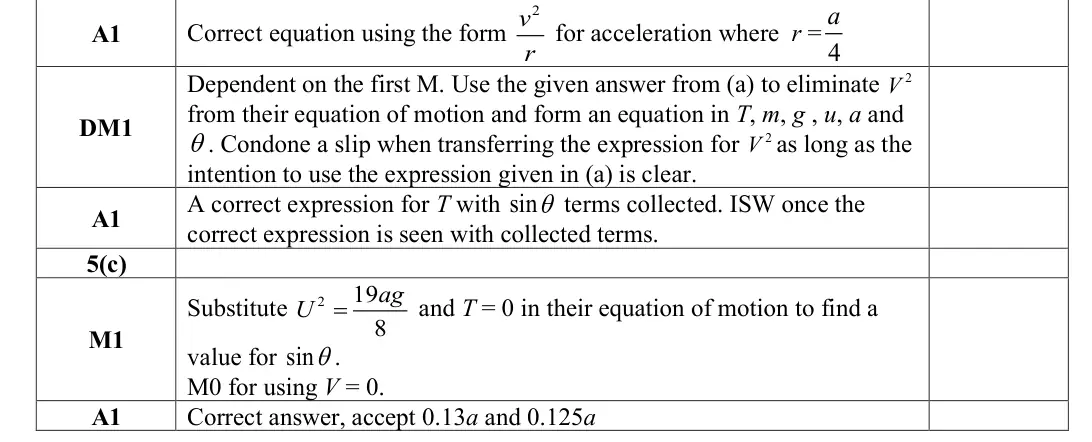 A1 Correct equation using the form v²/r for acceleration where r = a/4
DM1 Dependent on the first M. Use the given answer from (a) to eliminate V²
from their equation of motion and form an equation in T, m, g , u, a and
θ. Condone a slip when transferring the expression for V² as long as the
intention to use the expression given in (a) is clear.
A1 A correct expression for T with sin θ terms collected. ISW once the
correct expression is seen with collected terms.
5(c)
M1 Substitute U² = 19ag/8 and T = 0 in their equation of motion to find a
value for sin θ.
M0 for using V = 0.
A1 Correct answer, accept 0.13a and 0.125a